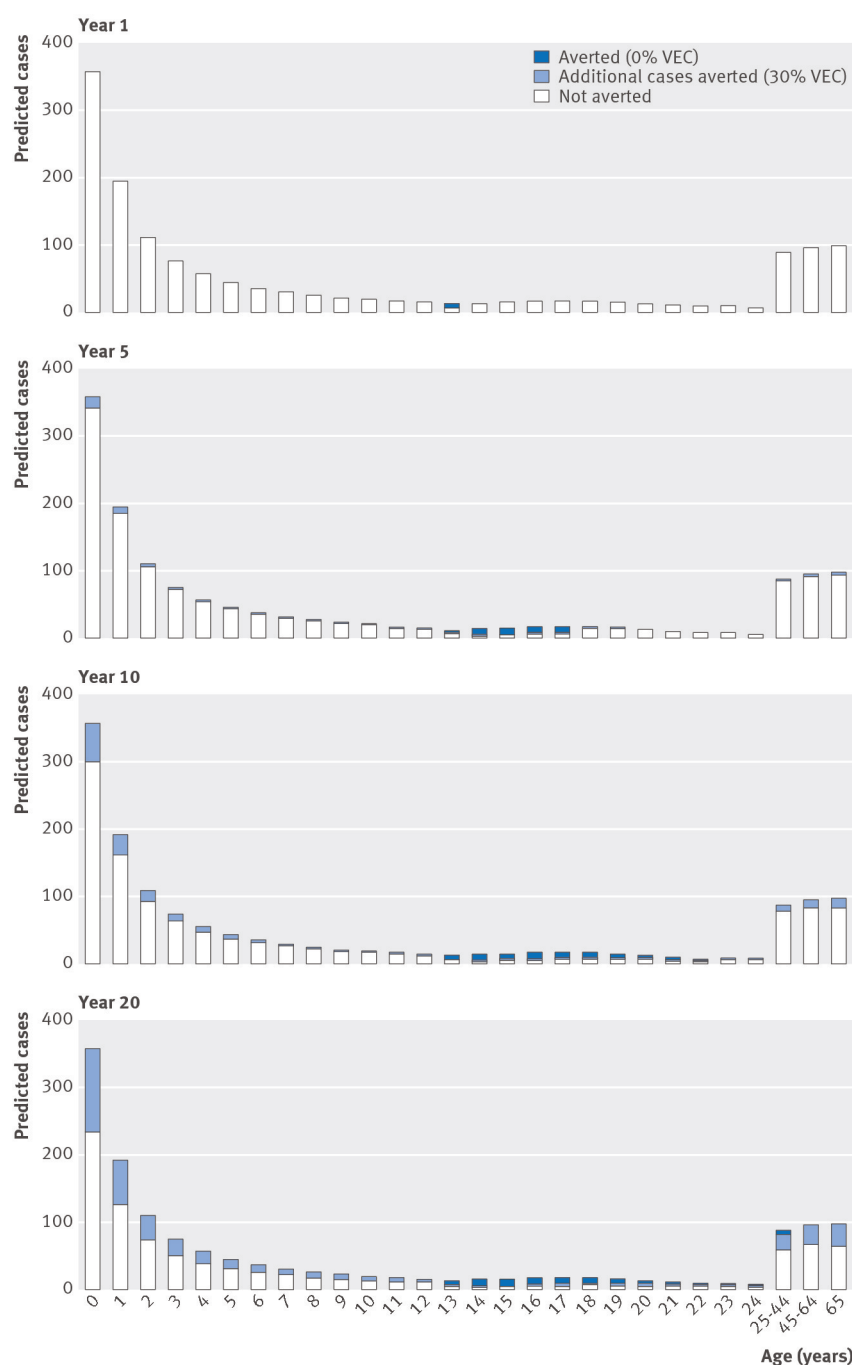 Year 1
Predicted cases
400
300
200
100
0
Averted (0% VEC)
Additional cases averted (30% VEC)
Not averted
Year 5
Predicted cases
400
300
200
100
0
Year 10
Predicted cases
400
300
200
100
0
Year 20
Predicted cases
400
300
200
100
0
0 1 2 3 4 5 6 7 8 9 10 11 12 13 14 15 16 17 18 19 20 21 22 23 24 25-44 45-64 65
Age (years)